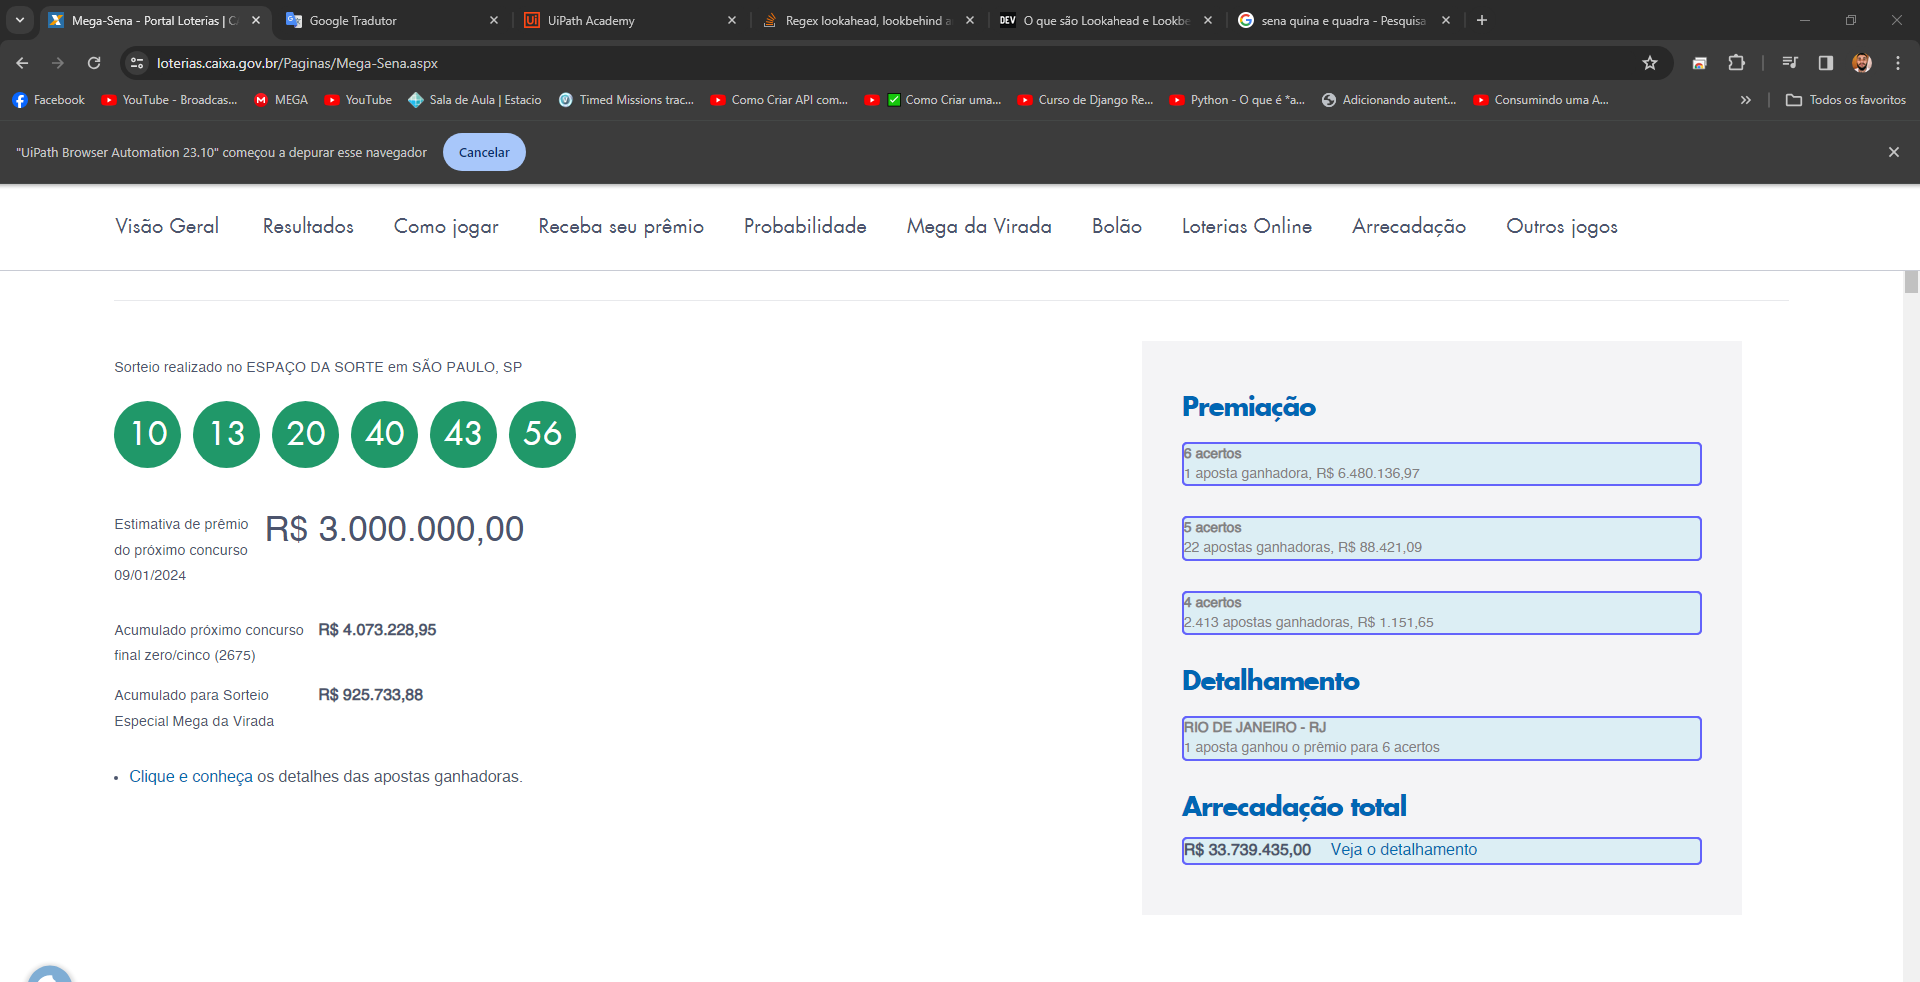 Mega-Sena - Portal Loterias | C
Google Tradutor
UiPath Academy
Regex lookahead, lookbehind a
DEV O que são Lookahead e Lookbe
sena quina e quadra - Pesquisa
loterias.caixa.gov.br/Paginas/Mega-Sena.aspx
Facebook
YouTube - Broadcas...
MEGA
YouTube
Sala de Aula | Estacio
Timed Missions trac...
Como Criar API com...
Como Criar uma...
Curso de Django Re...
Python - O que é *a...
Adicionando autent...
Consumindo uma A...
Todos os favoritos
"UiPath Browser Automation 23.10" começou a depurar esse navegador
Cancelar
Visão Geral
Resultados
Como jogar
Receba seu prêmio
Probabilidade
Mega da Virada
Bolão
Loterias Online
Arrecadação
Outros jogos
Sorteio realizado no ESPAÇO DA SORTE em SÃO PAULO, SP
10 13 20 40 43 56
Estimativa de prêmio
do próximo concurso
09/01/2024
R$ 3.000.000,00
Acumulado próximo concurso
final zero/cinco (2675)
R$ 4.073.228,95
Acumulado para Sorteio
Especial Mega da Virada
R$ 925.733,88
• Clique e conheça os detalhes das apostas ganhadoras.
Premiação
6 acertos
1 aposta ganhadora, R$ 6.480.136,97
5 acertos
22 apostas ganhadoras, R$ 88.421,09
4 acertos
2.413 apostas ganhadoras, R$ 1.151,65
Detalhamento
RIO DE JANEIRO - RJ
1 aposta ganhou o prêmio para 6 acertos
Arrecadação total
R$ 33.739.435,00 Veja o detalhamento